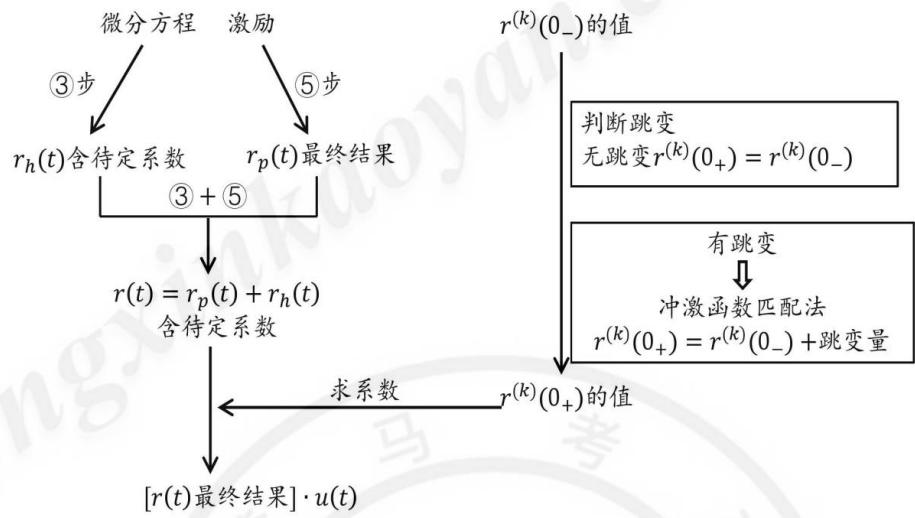 微分方程 激励
③步 ⑤步
$r_h(t)$含待定系数 $r_p(t)$最终结果
③+⑤
$r(t) = r_p(t) + r_h(t)$
含待定系数
$r^{(k)}(0_-)$的值
判断跳变
无跳变$r^{(k)}(0_+) = r^{(k)}(0_-)$
有跳变
冲激函数匹配法
$r^{(k)}(0_+) = r^{(k)}(0_-)$+跳变量
$r^{(k)}(0_+)$的值
求系数
$[r(t)$最终结果$] \cdot u(t)$
马 考